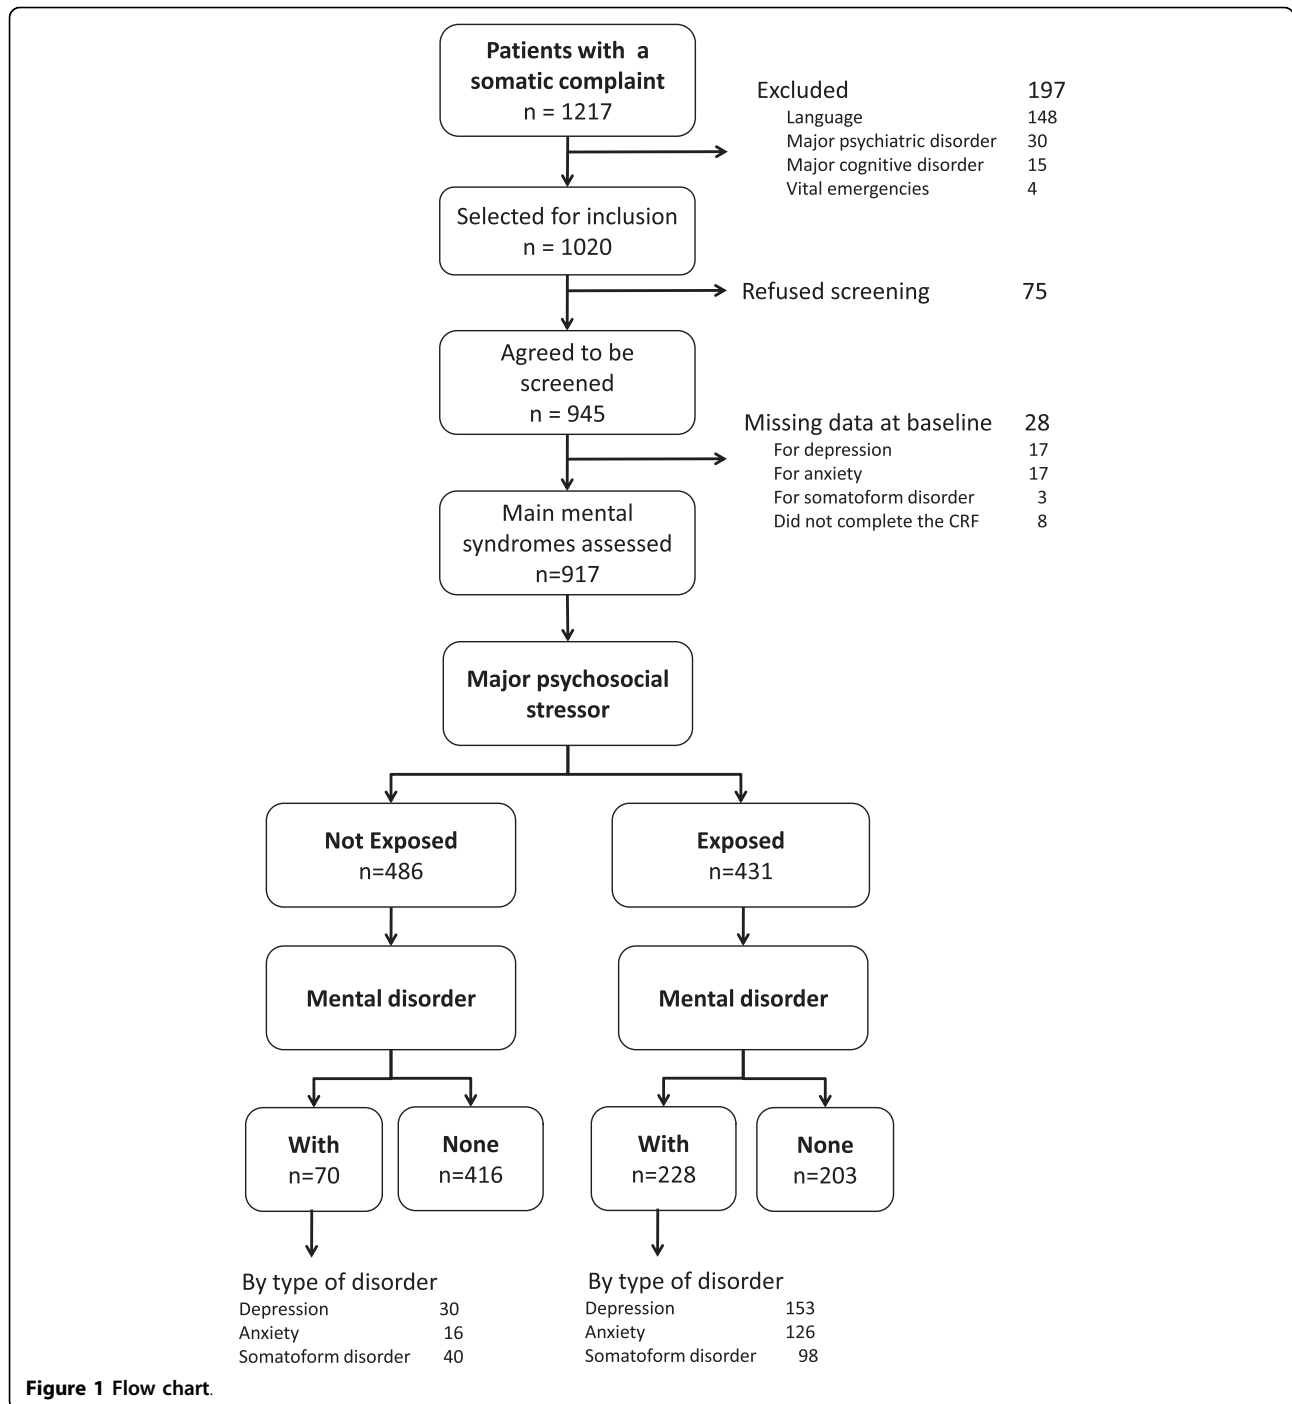 Patients with a
somatic complaint
n = 1217
Excluded 197
Language 148
Major psychiatric disorder 30
Major cognitive disorder 15
Vital emergencies 4
Selected for inclusion
n = 1020
Refused screening 75
Agreed to be
screened
n = 945
Missing data at baseline 28
For depression 17
For anxiety 17
For somatoform disorder 3
Did not complete the CRF 8
Main mental
syndromes assessed
n=917
Major psychosocial
stressor
Not Exposed
n=486
Exposed
n=431
Mental disorder
Mental disorder
With
n=70
None
n=416
With
n=228
None
n=203
By type of disorder
Depression 30
Anxiety 16
Somatoform disorder 40
By type of disorder
Depression 153
Anxiety 126
Somatoform disorder 98
Figure 1 Flow chart.